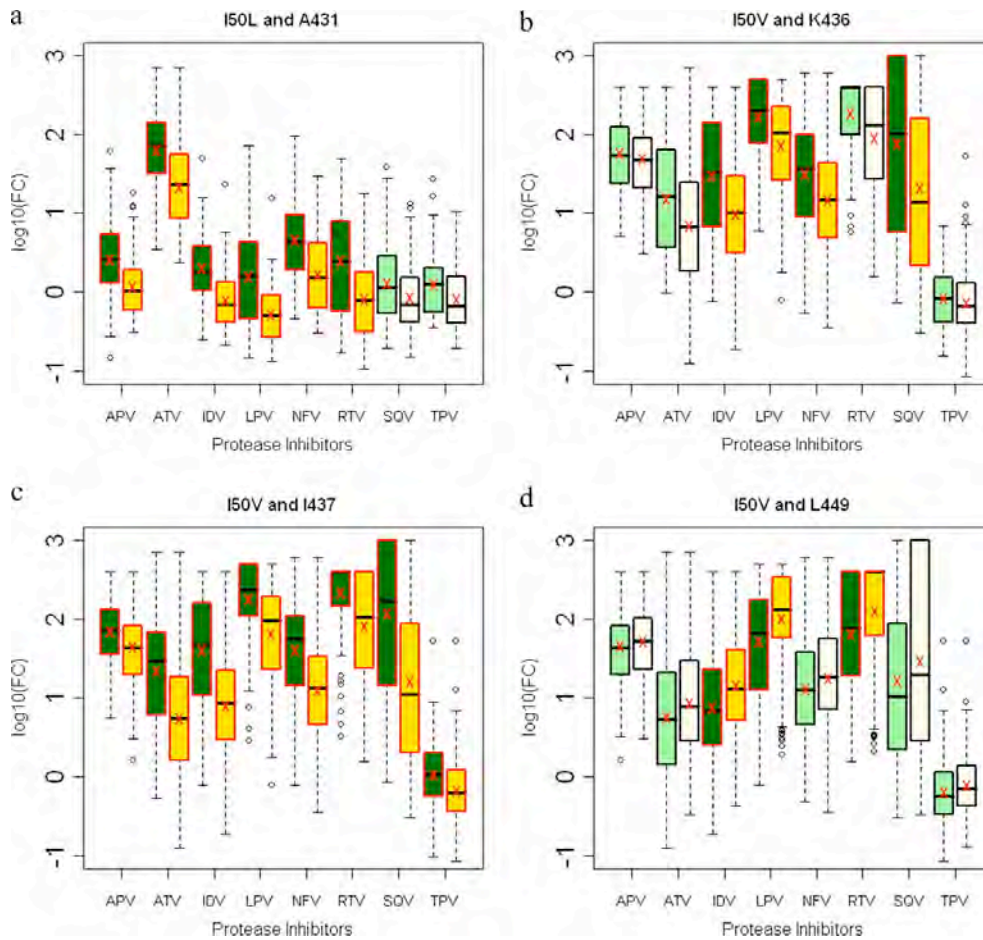 a
I50L and A431
log10(FC)
3
2
1
0
-1
APV ATV IDV LPV NFV RTV SQV TPV
Protease Inhibitors
b
I50V and K436
log10(FC)
3
2
1
0
-1
APV ATV IDV LPV NFV RTV SQV TPV
Protease Inhibitors
c
I50V and I437
log10(FC)
3
2
1
0
-1
APV ATV IDV LPV NFV RTV SQV TPV
Protease Inhibitors
d
I50V and L449
log10(FC)
3
2
1
0
-1
APV ATV IDV LPV NFV RTV SQV TPV
Protease Inhibitors